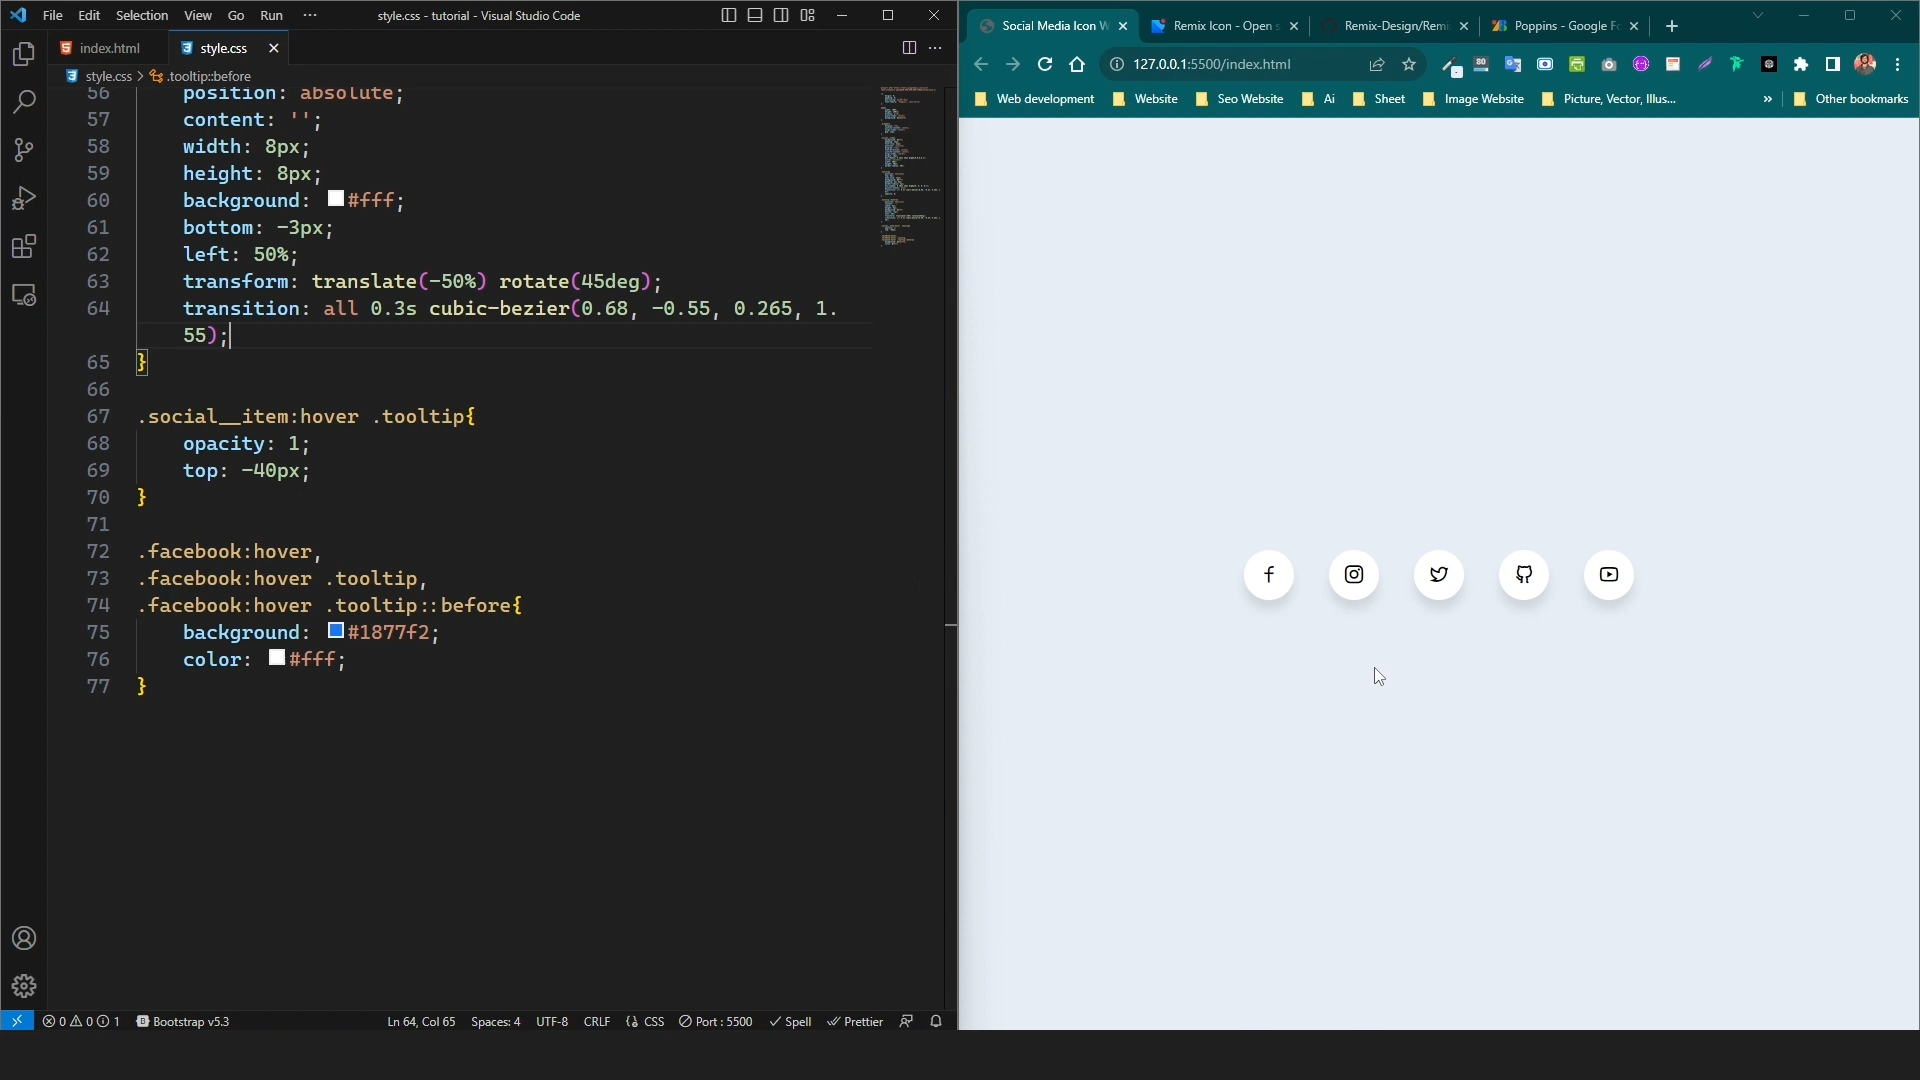 File Edit Selection View Go Run ··· style.css - tutorial - Visual Studio Code
index.html style.css
style.css > .tooltip::before
56 position: absolute;
57 content: '';
58 width: 8px;
59 height: 8px;
60 background: #fff;
61 bottom: -3px;
62 left: 50%;
63 transform: translate(-50%) rotate(45deg);
64 transition: all 0.3s cubic-bezier(0.68, -0.55, 0.265, 1.
55);
65 }
66
67 .social__item:hover .tooltip{
68 opacity: 1;
69 top: -40px;
70 }
71
72 .facebook:hover,
73 .facebook:hover .tooltip,
74 .facebook:hover .tooltip::before{
75 background: #1877f2;
76 color: #fff;
77 }
0 0 1 Bootstrap v5.3 Ln 64, Col 65 Spaces: 4 UTF-8 CRLF CSS Port : 5500 Spell Prettier
Social Media Icon W Remix Icon - Open s Remix-Design/Remi Poppins - Google Fo
127.0.0.1:5500/index.html
Web development Website Seo Website Ai Sheet Image Website Picture, Vector, Illus... » Other bookmarks